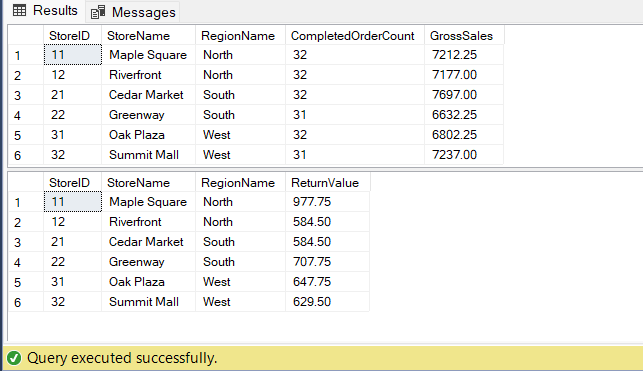 Results Messages
StoreID StoreName RegionName CompletedOrderCount GrossSales
1 11 Maple Square North 32 7212.25
2 12 Riverfront North 32 7177.00
3 21 Cedar Market South 32 7697.00
4 22 Greenway South 31 6632.25
5 31 Oak Plaza West 32 6802.25
6 32 Summit Mall West 31 7237.00
StoreID StoreName RegionName ReturnValue
1 11 Maple Square North 977.75
2 12 Riverfront North 584.50
3 21 Cedar Market South 584.50
4 22 Greenway South 707.75
5 31 Oak Plaza West 647.75
6 32 Summit Mall West 629.50
Query executed successfully.